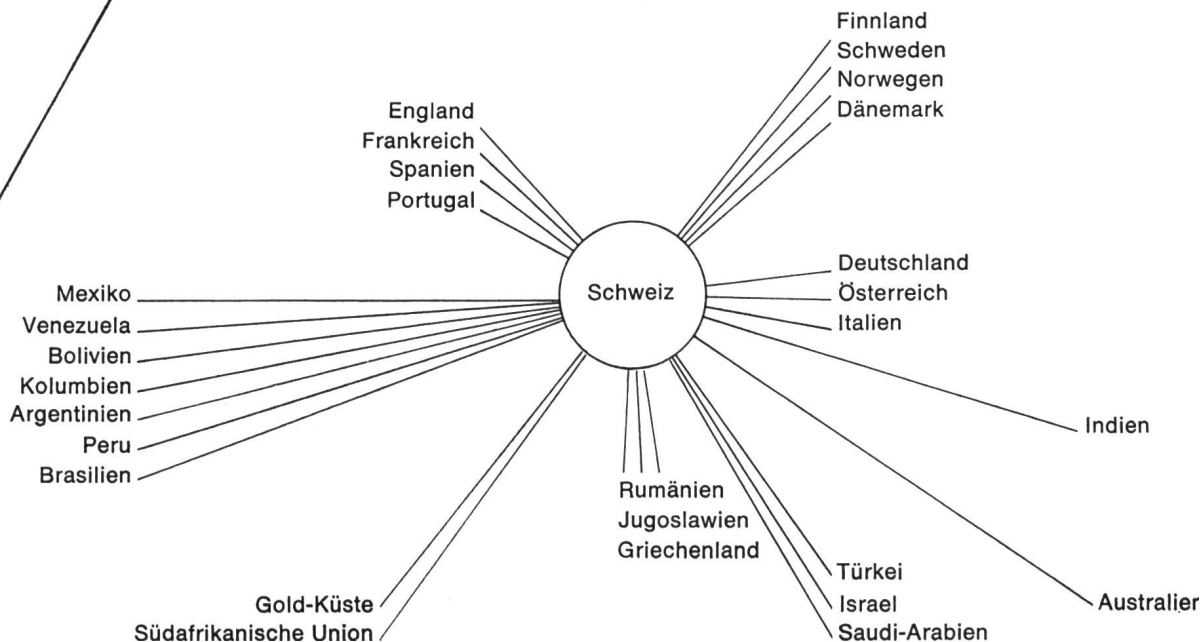 Finnland
Schweden
Norwegen
Dänemark
England
Frankreich
Spanien
Portugal
Schweiz
Deutschland
Österreich
Italien
Mexiko
Venezuela
Bolivien
Kolumbien
Argentinien
Peru
Brasilien
Indien
Rumänien
Jugoslawien
Griechenland
Türkei
Israel
Saudi-Arabien
Australien
Gold-Küste
Südafrikanische Union